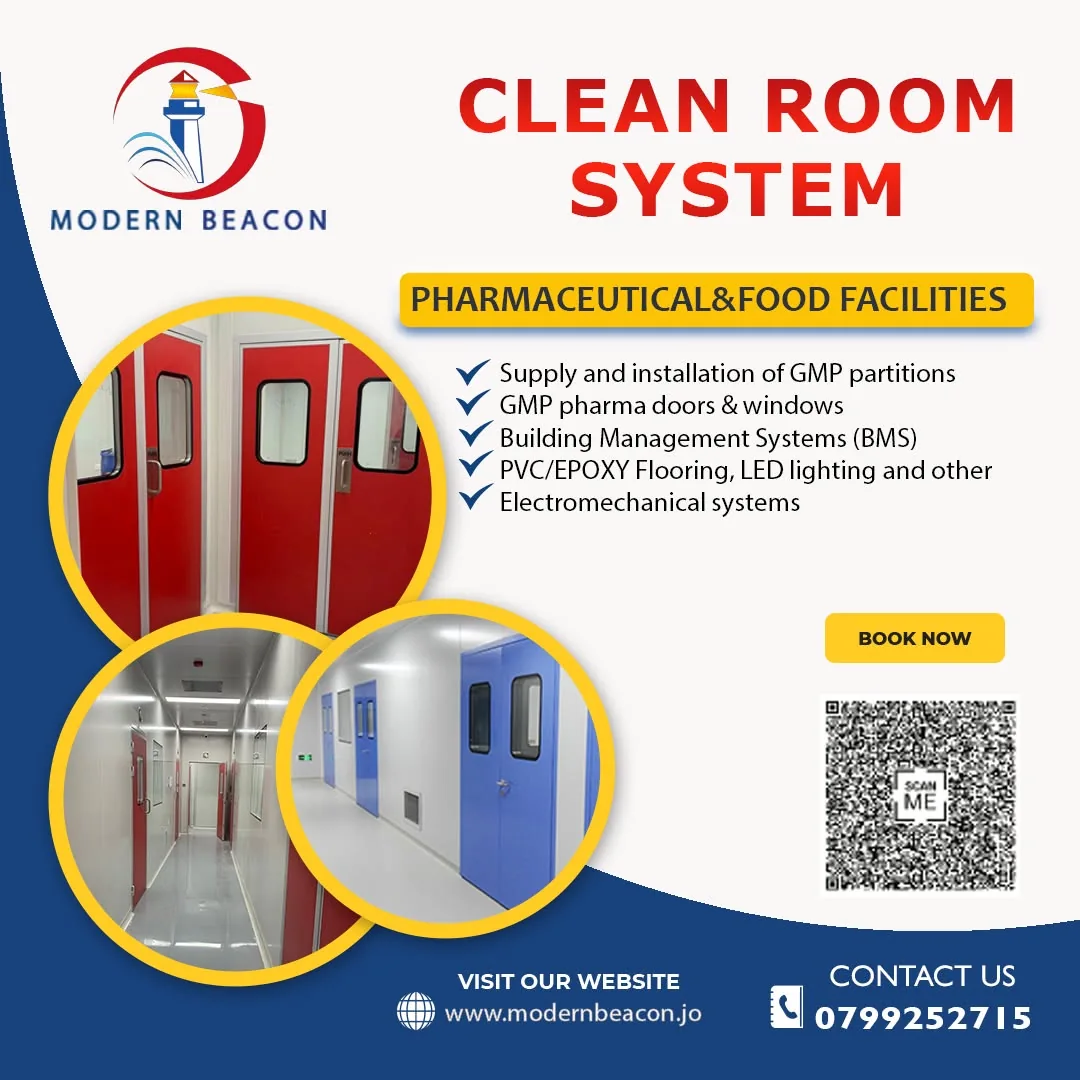 MODERN BEACON
CLEAN ROOM
SYSTEM
PHARMACEUTICAL&FOOD FACILITIES
Supply and installation of GMP partitions
GMP pharma doors & windows
Building Management Systems (BMS)
PVC/EPOXY Flooring, LED lighting and other
Electromechanical systems
BOOK NOW
SCAN
ME
VISIT OUR WEBSITE
www.modernbeacon.jo
CONTACT US
0799252715